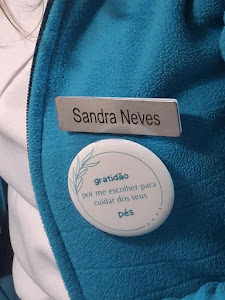 Sandra Neves
gratidão
por me escolher para
cuidar dos seus
pés